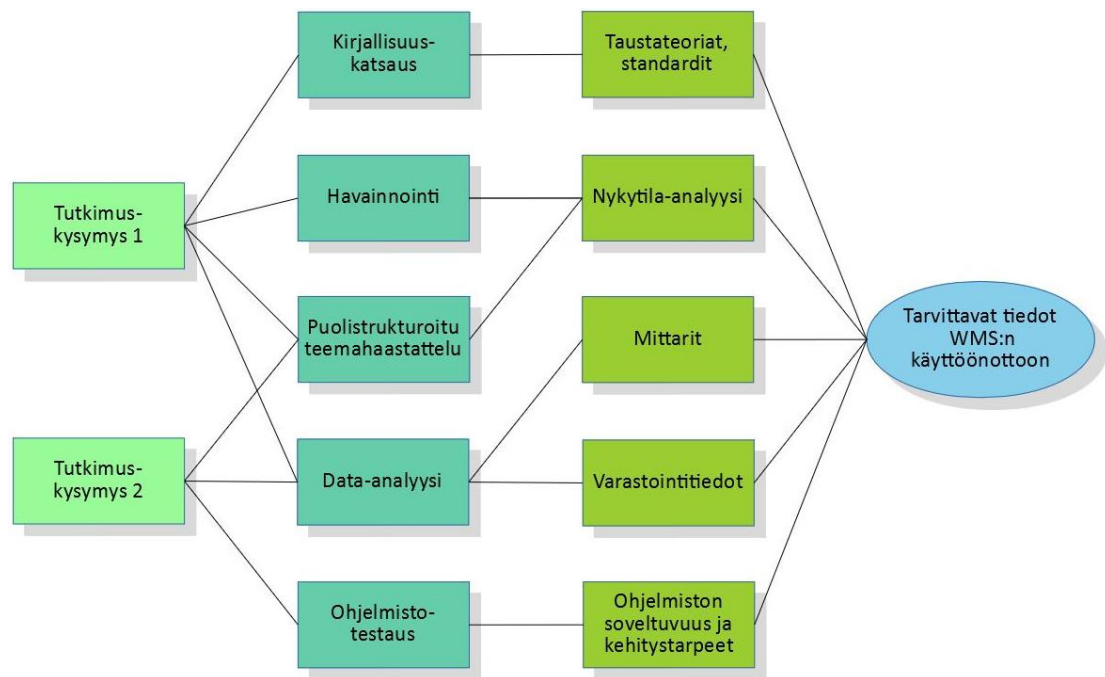 Kirjallisuus-
katsaus
Taustateoriat,
standardit
Tutkimus-
kysymys 1
Havainnointi
Nykytila-analyysi
Puolistrukturoitu
teemahaastattelu
Mittarit
Tarvittavat tiedot
WMS:n
käyttöönottoon
Tutkimus-
kysymys 2
Data-analyysi
Varastointitiedot
Ohjelmisto-
testaus
Ohjelmiston
soveltuvuus ja
kehitystarpeet